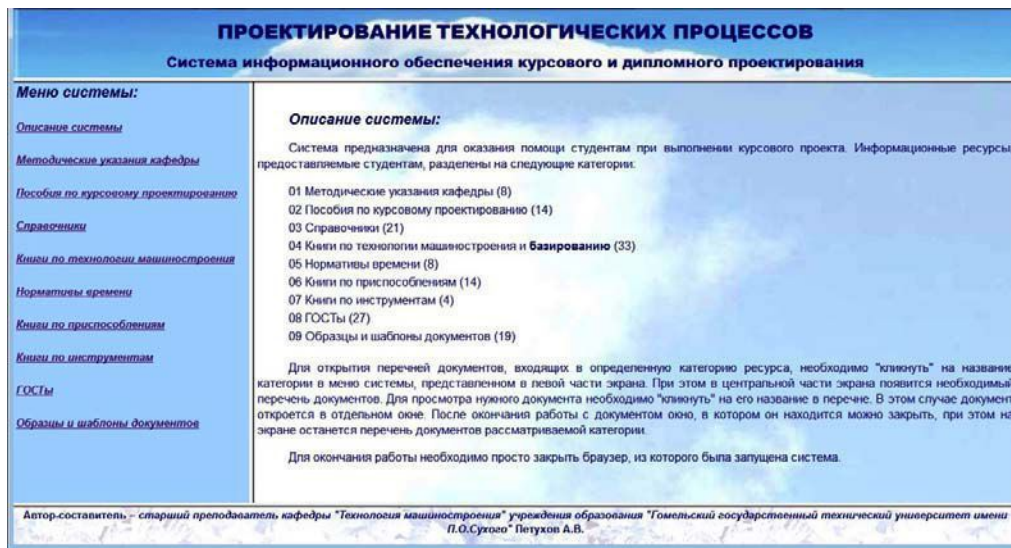 ПРОЕКТИРОВАНИЕ ТЕХНОЛОГИЧЕСКИХ ПРОЦЕССОВ
Система информационного обеспечения курсового и дипломного проектирования
Меню системы:
Описание системы
Методические указания кафедры
Пособия по курсовому проектированию
Справочники
Книги по технологии машиностроения
Нормативы времени
Книги по приспособлениям
Книги по инструментам
ГОСТы
Образцы и шаблоны документов
Описание системы:
Система предназначена для оказания помощи студентам при выполнении курсового проекта. Информационные ресурсы
предоставляемые студентам, разделены на следующие категории:
01 Методические указания кафедры (8)
02 Пособия по курсовому проектированию (14)
03 Справочники (21)
04 Книги по технологии машиностроения и базированию (33)
05 Нормативы времени (8)
06 Книги по приспособлениям (14)
07 Книги по инструментам (4)
08 ГОСТы (27)
09 Образцы и шаблоны документов (19)
Для открытия перечней документов, входящих в определенную категорию ресурса, необходимо "кликнуть" на название
категории в меню системы, представленном в левой части экрана. При этом в центральной части экрана появится необходимый
перечень документов. Для просмотра нужного документа необходимо "кликнуть" на его название в перечне. В этом случае документ
откроется в отдельном окне. После окончания работы с документом окно, в котором он находится можно закрыть, при этом на
экране останется перечень документов рассматриваемой категории.
Для окончания работы необходимо просто закрыть браузер, из которого была запущена система.
Автор-составитель – старший преподаватель кафедры "Технология машиностроения" учреждения образования "Гомельский государственный технический университет имени
П.О.Сухого" Петухов А.В.